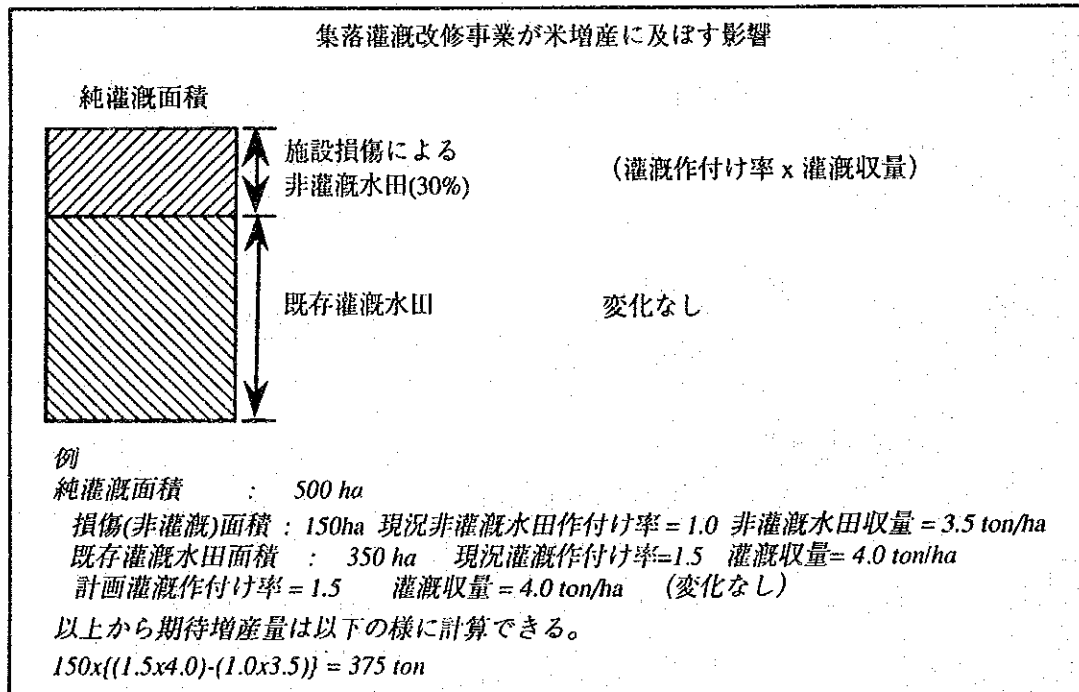 集落灌漑改修事業が米増産に及ぼす影響
純灌漑面積
施設損傷による
非灌漑水田(30%)
(灌漑作付け率 x 灌漑収量)
既存灌漑水田
変化なし
例
純灌漑面積 : 500 ha
損傷(非灌漑)面積 : 150ha 現況非灌漑水田作付け率 = 1.0 非灌漑水田収量 = 3.5 ton/ha
既存灌漑水田面積 : 350 ha 現況灌漑作付け率=1.5 灌漑収量= 4.0 ton/ha
計画灌漑作付け率 = 1.5 灌漑収量 = 4.0 ton/ha (変化なし)
以上から期待増産量は以下の様に計算できる。
150x{(1.5x4.0)-(1.0x3.5)} = 375 ton